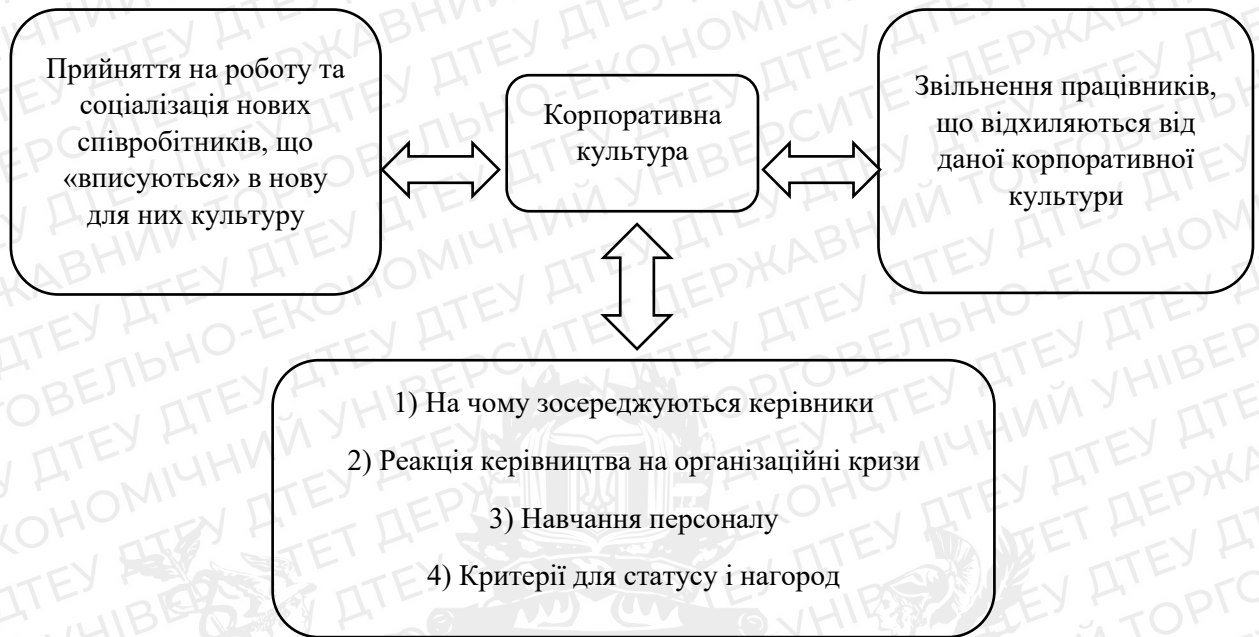 Прийняття на роботу та
соціалізація нових
співробітників, що
«вписуються» в нову
для них культуру
Корпоративна
культура
Звільнення працівників,
що відхиляються від
даної корпоративної
культури
1) На чому зосереджуються керівники
2) Реакція керівництва на організаційні кризи
3) Навчання персоналу
4) Критерії для статусу і нагород